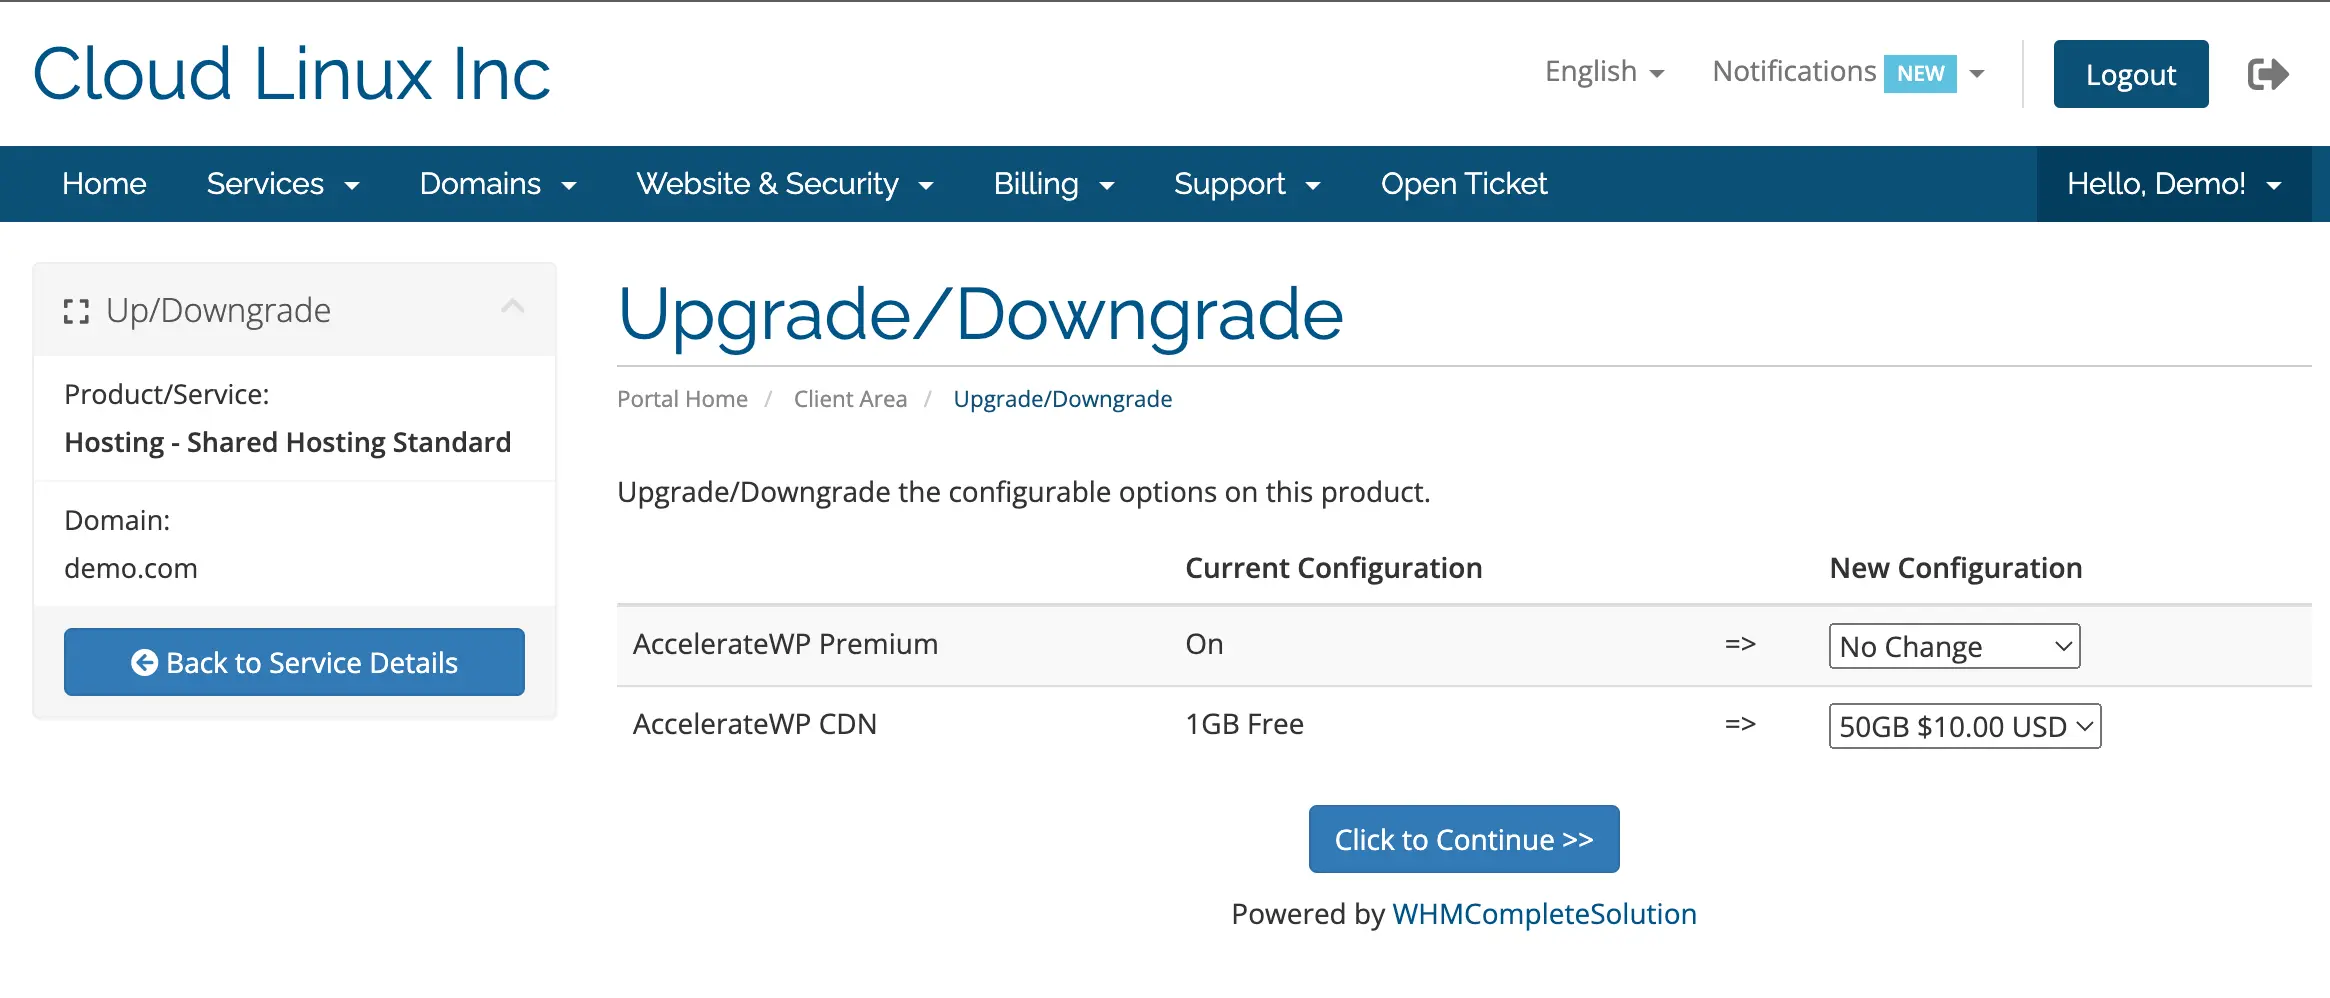 Cloud Linux Inc
English
Notifications NEW
Logout
Home Services Domains Website & Security Billing Support Open Ticket Hello, Demo!
Up/Downgrade
Product/Service:
Hosting - Shared Hosting Standard
Domain:
demo.com
Back to Service Details
Upgrade/Downgrade
Portal Home / Client Area / Upgrade/Downgrade
Upgrade/Downgrade the configurable options on this product.
Current Configuration New Configuration
AccelerateWP Premium On => No Change
AccelerateWP CDN 1GB Free => 50GB $10.00 USD
Click to Continue >>
Powered by WHMCompleteSolution